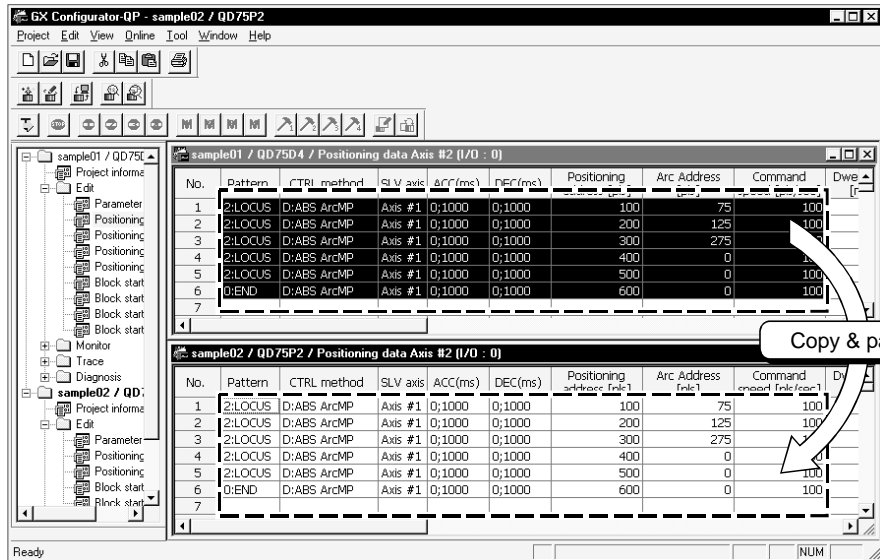 GX Configurator-QP - sample02 / QD75P2
Project Edit View Online Tool Window Help
sample01 / QD75D
Project informa
Edit
Parameter
Positioning
Positioning
Positioning
Positioning
Block start
Block start
Block start
Block start
Monitor
Trace
Diagnosis
sample02 / QD7
Project informa
Edit
Parameter
Positioning
Positioning
Block start
Block start
sample01 / QD75D4 / Positioning data Axis #2 (I/O : 0)
No. Pattern CTRL method SLV axis ACC(ms) DEC(ms) Positioning address [pls] Arc Address [pls] Command speed [pls/sec] Dwe
1 2:LOCUS D:ABS ArcMP Axis #1 0;1000 0;1000 100 75 100
2 2:LOCUS D:ABS ArcMP Axis #1 0;1000 0;1000 200 125 100
3 2:LOCUS D:ABS ArcMP Axis #1 0;1000 0;1000 300 275 100
4 2:LOCUS D:ABS ArcMP Axis #1 0;1000 0;1000 400 0 100
5 2:LOCUS D:ABS ArcMP Axis #1 0;1000 0;1000 500 0 100
6 0:END D:ABS ArcMP Axis #1 0;1000 0;1000 600 0 100
7
Copy & pa
sample02 / QD75P2 / Positioning data Axis #2 (I/O : 0)
No. Pattern CTRL method SLV axis ACC(ms) DEC(ms) Positioning address [pls] Arc Address [pls] Command speed [pls/sec]
1 2:LOCUS D:ABS ArcMP Axis #1 0;1000 0;1000 100 75 100
2 2:LOCUS D:ABS ArcMP Axis #1 0;1000 0;1000 200 125 100
3 2:LOCUS D:ABS ArcMP Axis #1 0;1000 0;1000 300 275
4 2:LOCUS D:ABS ArcMP Axis #1 0;1000 0;1000 400 0
5 2:LOCUS D:ABS ArcMP Axis #1 0;1000 0;1000 500 0 100
6 0:END D:ABS ArcMP Axis #1 0;1000 0;1000 600 0 100
7
Ready NUM